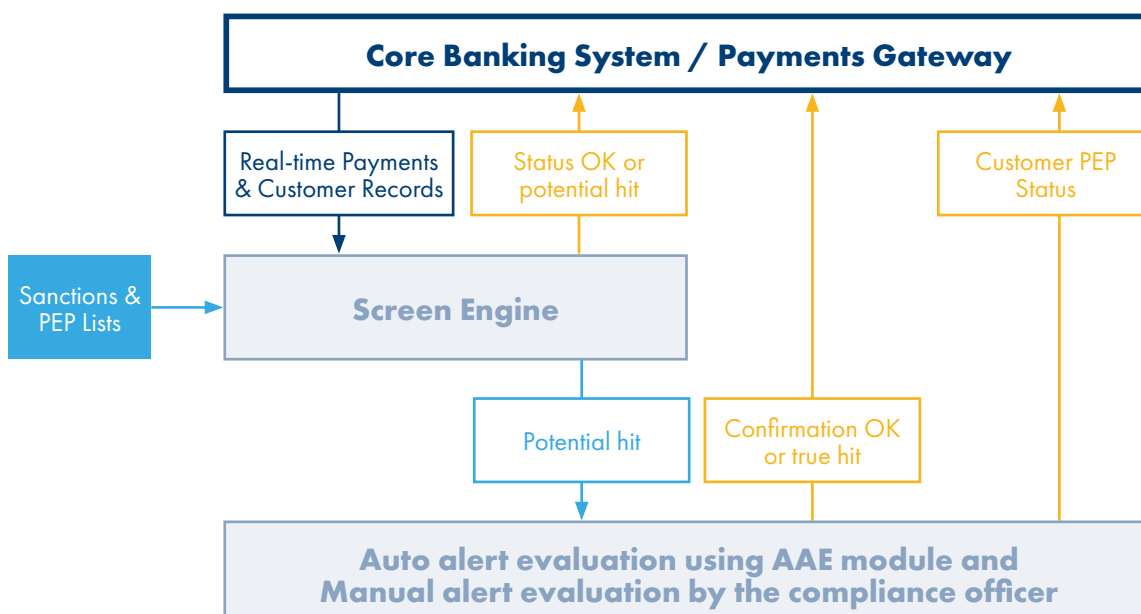 Core Banking System / Payments Gateway
Real-time Payments
& Customer Records
Status OK or
potential hit
Customer PEP
Status
Sanctions &
PEP Lists
Screen Engine
Potential hit
Confirmation OK
or true hit
Auto alert evaluation using AAE module and
Manual alert evaluation by the compliance officer